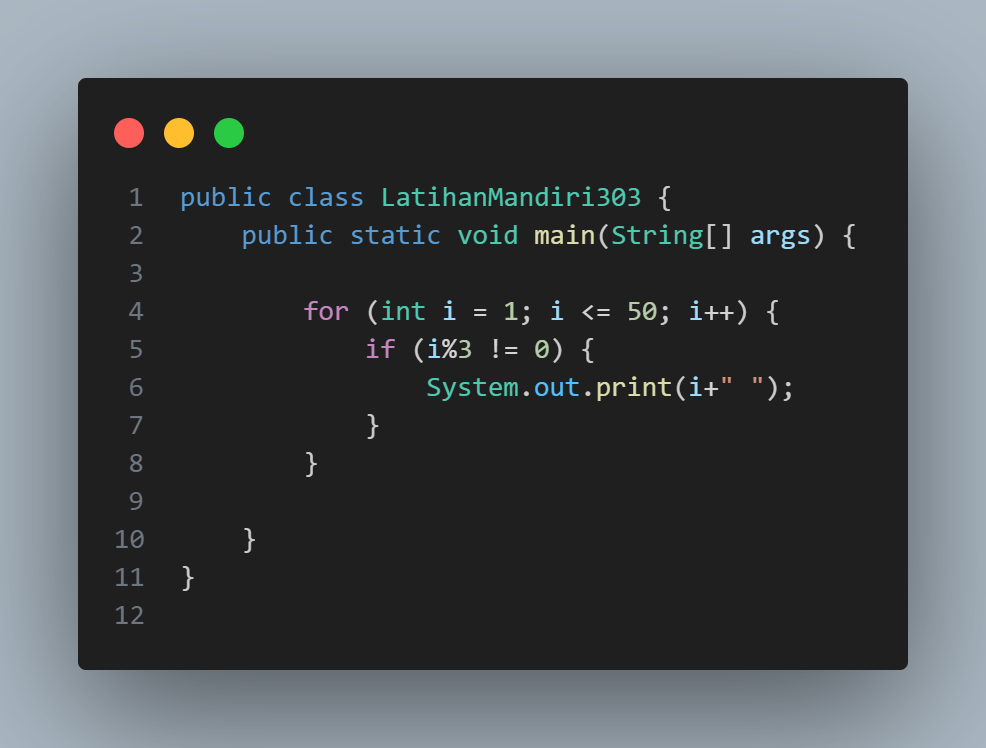 1 public class LatihanMandiri303 {
2     public static void main(String[] args) {
3
4         for (int i = 1; i <= 50; i++) {
5             if (i%3 != 0) {
6                 System.out.print(i+" ");
7             }
8         }
9
10     }
11 }
12